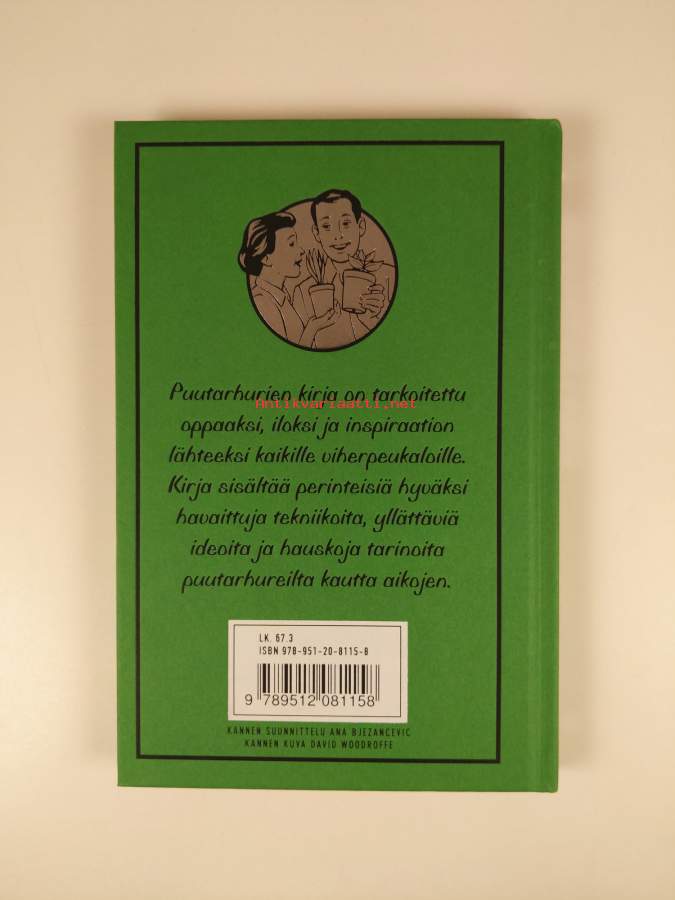 Puutarhurien kirja on tarkoitettu
Antikvariaatti.net
oppaaksi, iloksi ja inspiraation
lähteeksi kaikille viherpeukaloille.
Kirja sisältää perinteisiä hyväksi
havaittuja tekniikoita, yllättäviä
ideoita ja hauskoja tarinoita
puutarhureilta kautta aikojen.
LK. 67.3
ISBN 978-951-20-8115-8
9 789512 081158
KANNEN SUUNNITTELU ANA BJEZANCEVIC
KANNEN KUVA DAVID WOODROFFE